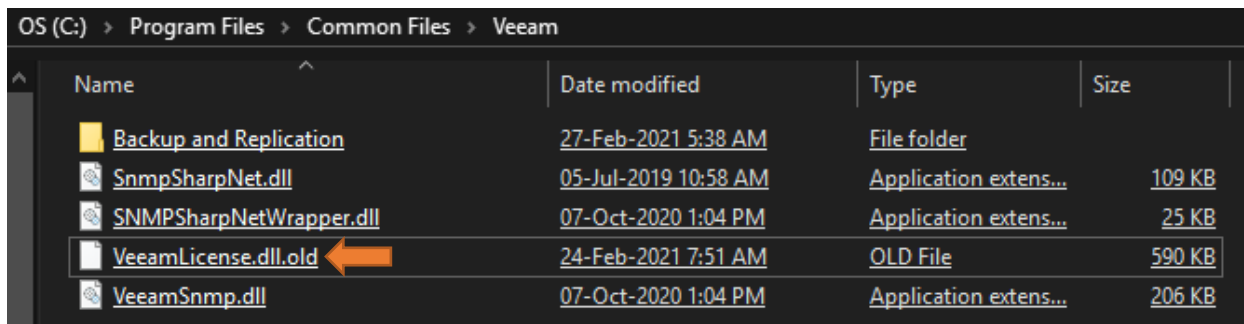 OS (C:) > Program Files > Common Files > Veeam
Name Date modified Type Size
Backup and Replication 27-Feb-2021 5:38 AM File folder
SnmpSharpNet.dll 05-Jul-2019 10:58 AM Application extens... 109 KB
SNMPSharpNetWrapper.dll 07-Oct-2020 1:04 PM Application extens... 25 KB
VeeamLicense.dll.old 24-Feb-2021 7:51 AM OLD File 590 KB
VeeamSnmp.dll 07-Oct-2020 1:04 PM Application extens... 206 KB